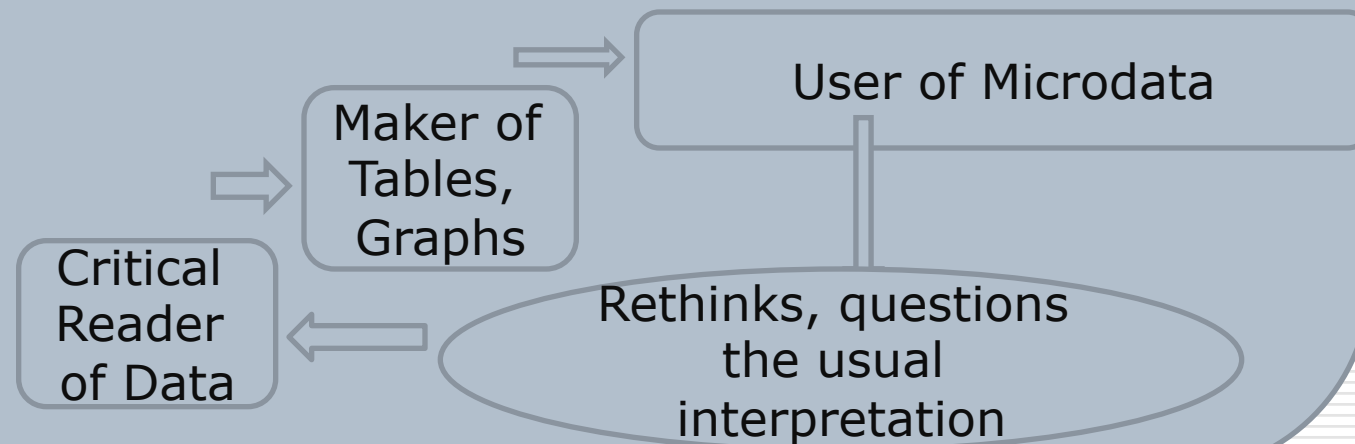 User of Microdata
Maker of
Tables,
Graphs
Critical
Reader
of Data
Rethinks, questions
the usual
interpretation